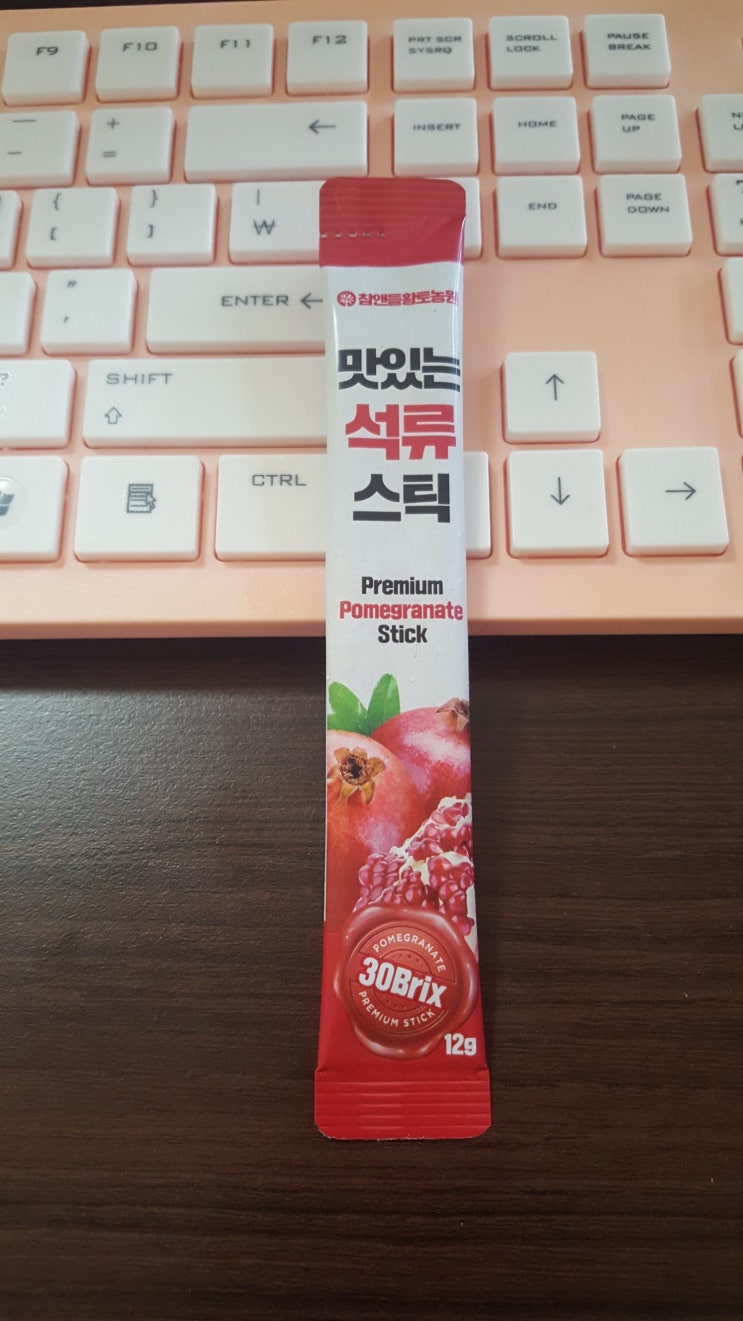 F9 F10 F11 F12 PRT SCR SYSRQ SCROLL LOCK PAUSE BREAK
— - + = ← INSERT HOME PAGE UP
{ [ } ] | ₩ END PAGE DOWN
" , ENTER ←
SHIFT ⇧ ↑
CTRL ↓ →
참앤들황토농원
맛있는
석류
스틱
Premium
Pomegranate
Stick
POMEGRANATE
30Brix
PREMIUM STICK
12g